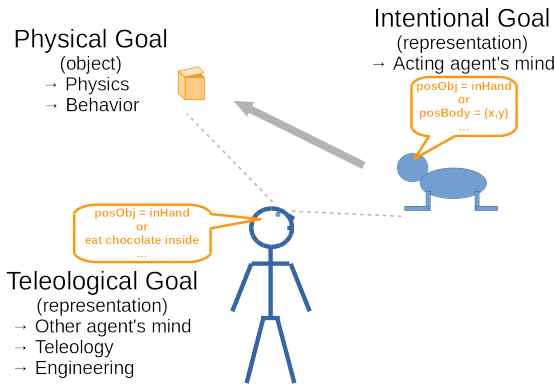 Physical Goal
(object)
→ Physics
→ Behavior
Intentional Goal
(representation)
→ Acting agent's mind
posObj = inHand
or
posBody = (x,y)
...
posObj = inHand
or
eat chocolate inside
...
Teleological Goal
(representation)
→ Other agent's mind
→ Teleology
→ Engineering